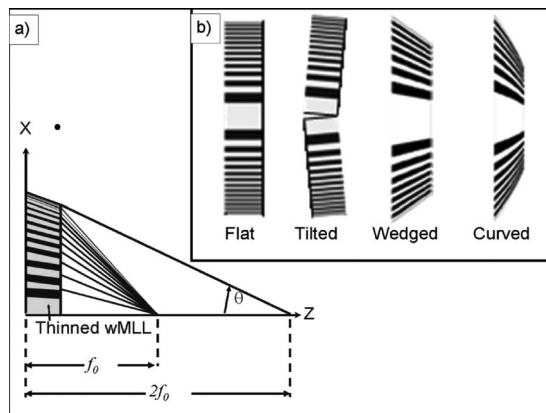 a)
b)
X
Flat Tilted Wedged Curved
θ
Z
Thinned wMLL
f₀
2f₀